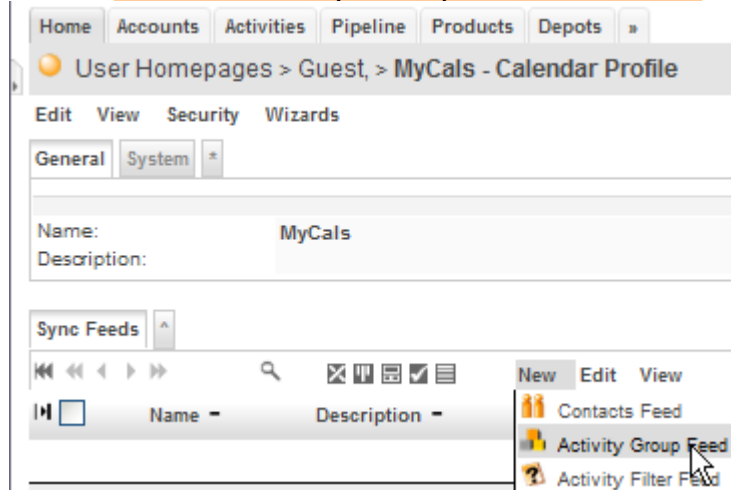 Home Accounts Activities Pipeline Products Depots »
User Homepages > Guest, > MyCals - Calendar Profile
Edit View Security Wizards
General System *
Name: MyCals
Description:
Sync Feeds ^
New Edit View
Name Description
Contacts Feed
Activity Group Feed
Activity Filter Feed